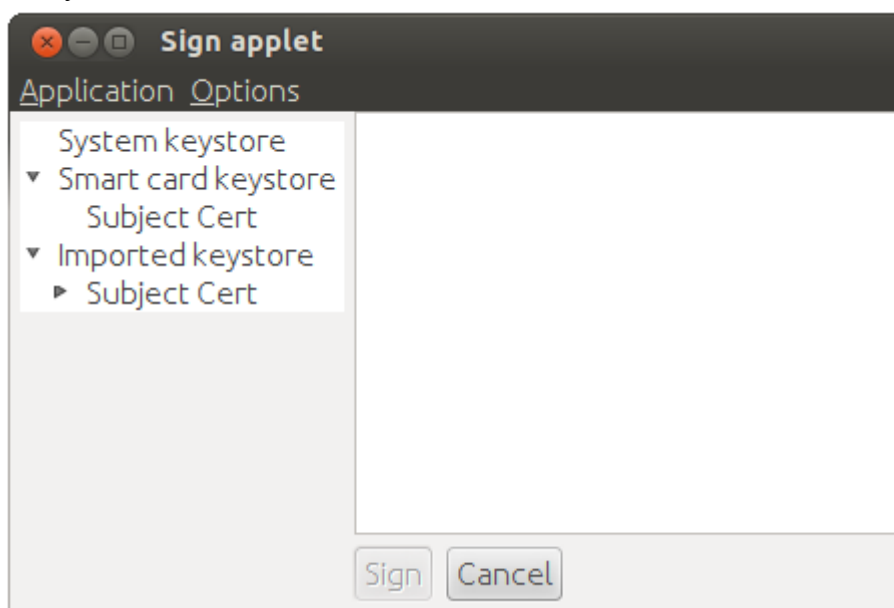 Sign applet
Application Options
System keystore
Smart card keystore
Subject Cert
Imported keystore
Subject Cert
Sign Cancel